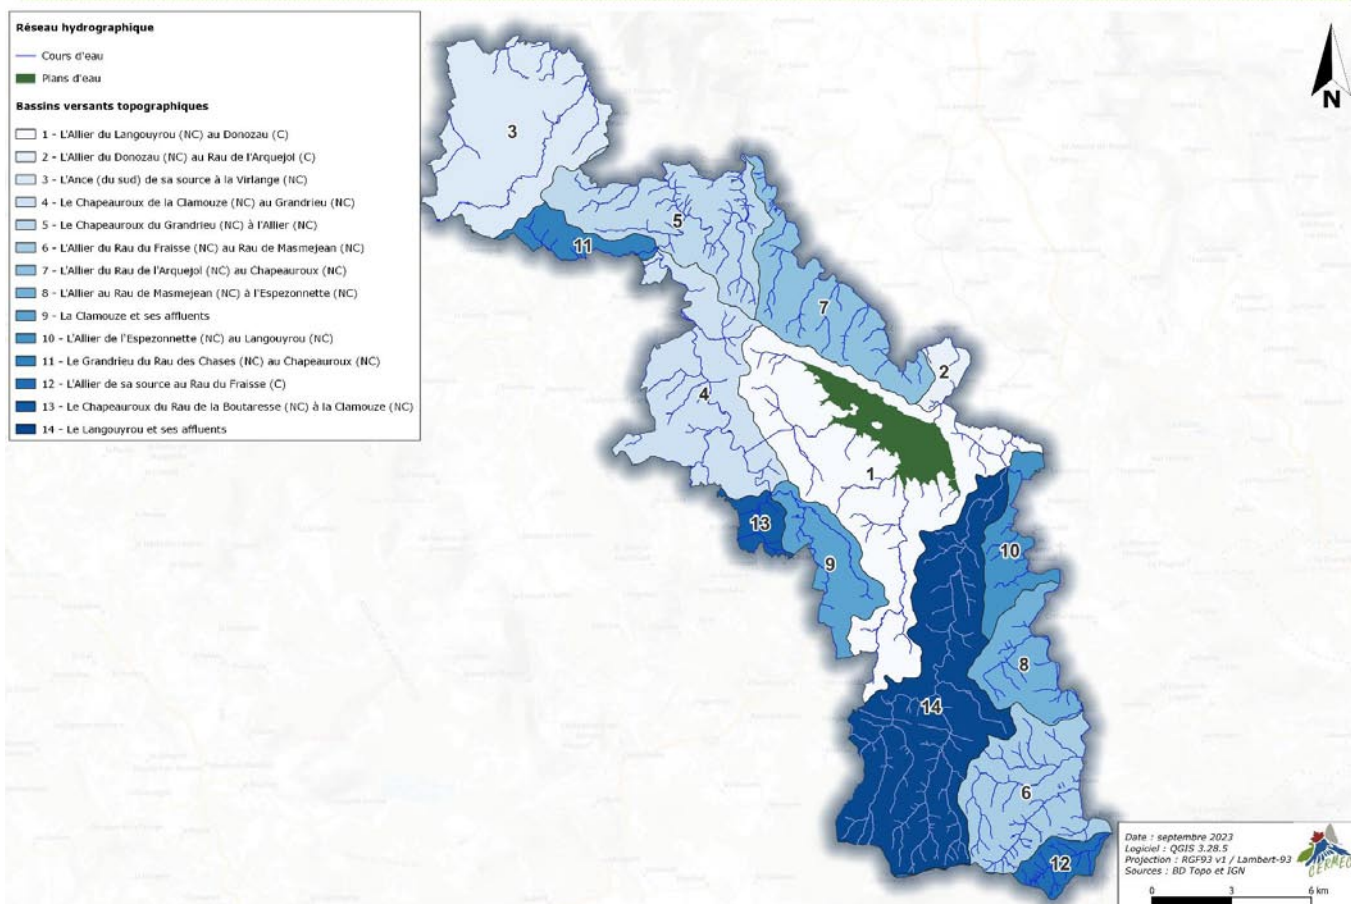 Réseau hydrographique
Cours d'eau
Plans d'eau
Bassins versants topographiques
1 - L'Allier du Langouyrou (NC) au Donozau (C)
2 - L'Allier du Donozau (NC) au Rau de l'Arquejol (C)
3 - L'Ance (du sud) de sa source à la Virlange (NC)
4 - Le Chapeauroux de la Clamouze (NC) au Grandrieu (NC)
5 - Le Chapeauroux du Grandrieu (NC) à l'Allier (NC)
6 - L'Allier du Rau du Fraisse (NC) au Rau de Masmejean (NC)
7 - L'Allier du Rau de l'Arquejol (NC) au Chapeauroux (NC)
8 - L'Allier au Rau de Masmejean (NC) à l'Espezonnette (NC)
9 - La Clamouze et ses affluents
10 - L'Allier de l'Espezonnette (NC) au Langouyrou (NC)
11 - Le Grandrieu du Rau des Chases (NC) au Chapeauroux (NC)
12 - L'Allier de sa source au Rau du Fraisse (C)
13 - Le Chapeauroux du Rau de la Boutaresse (NC) à la Clamouze (NC)
14 - Le Langouyrou et ses affluents
N
3
5
11
7
2
4
1
13
10
9
8
14
6
12
Date : septembre 2023
Logiciel : QGIS 3.28.5
Projection : RGF93 v1 / Lambert-93
Sources : BD Topo et IGN
CERMEC
0 3 6 km